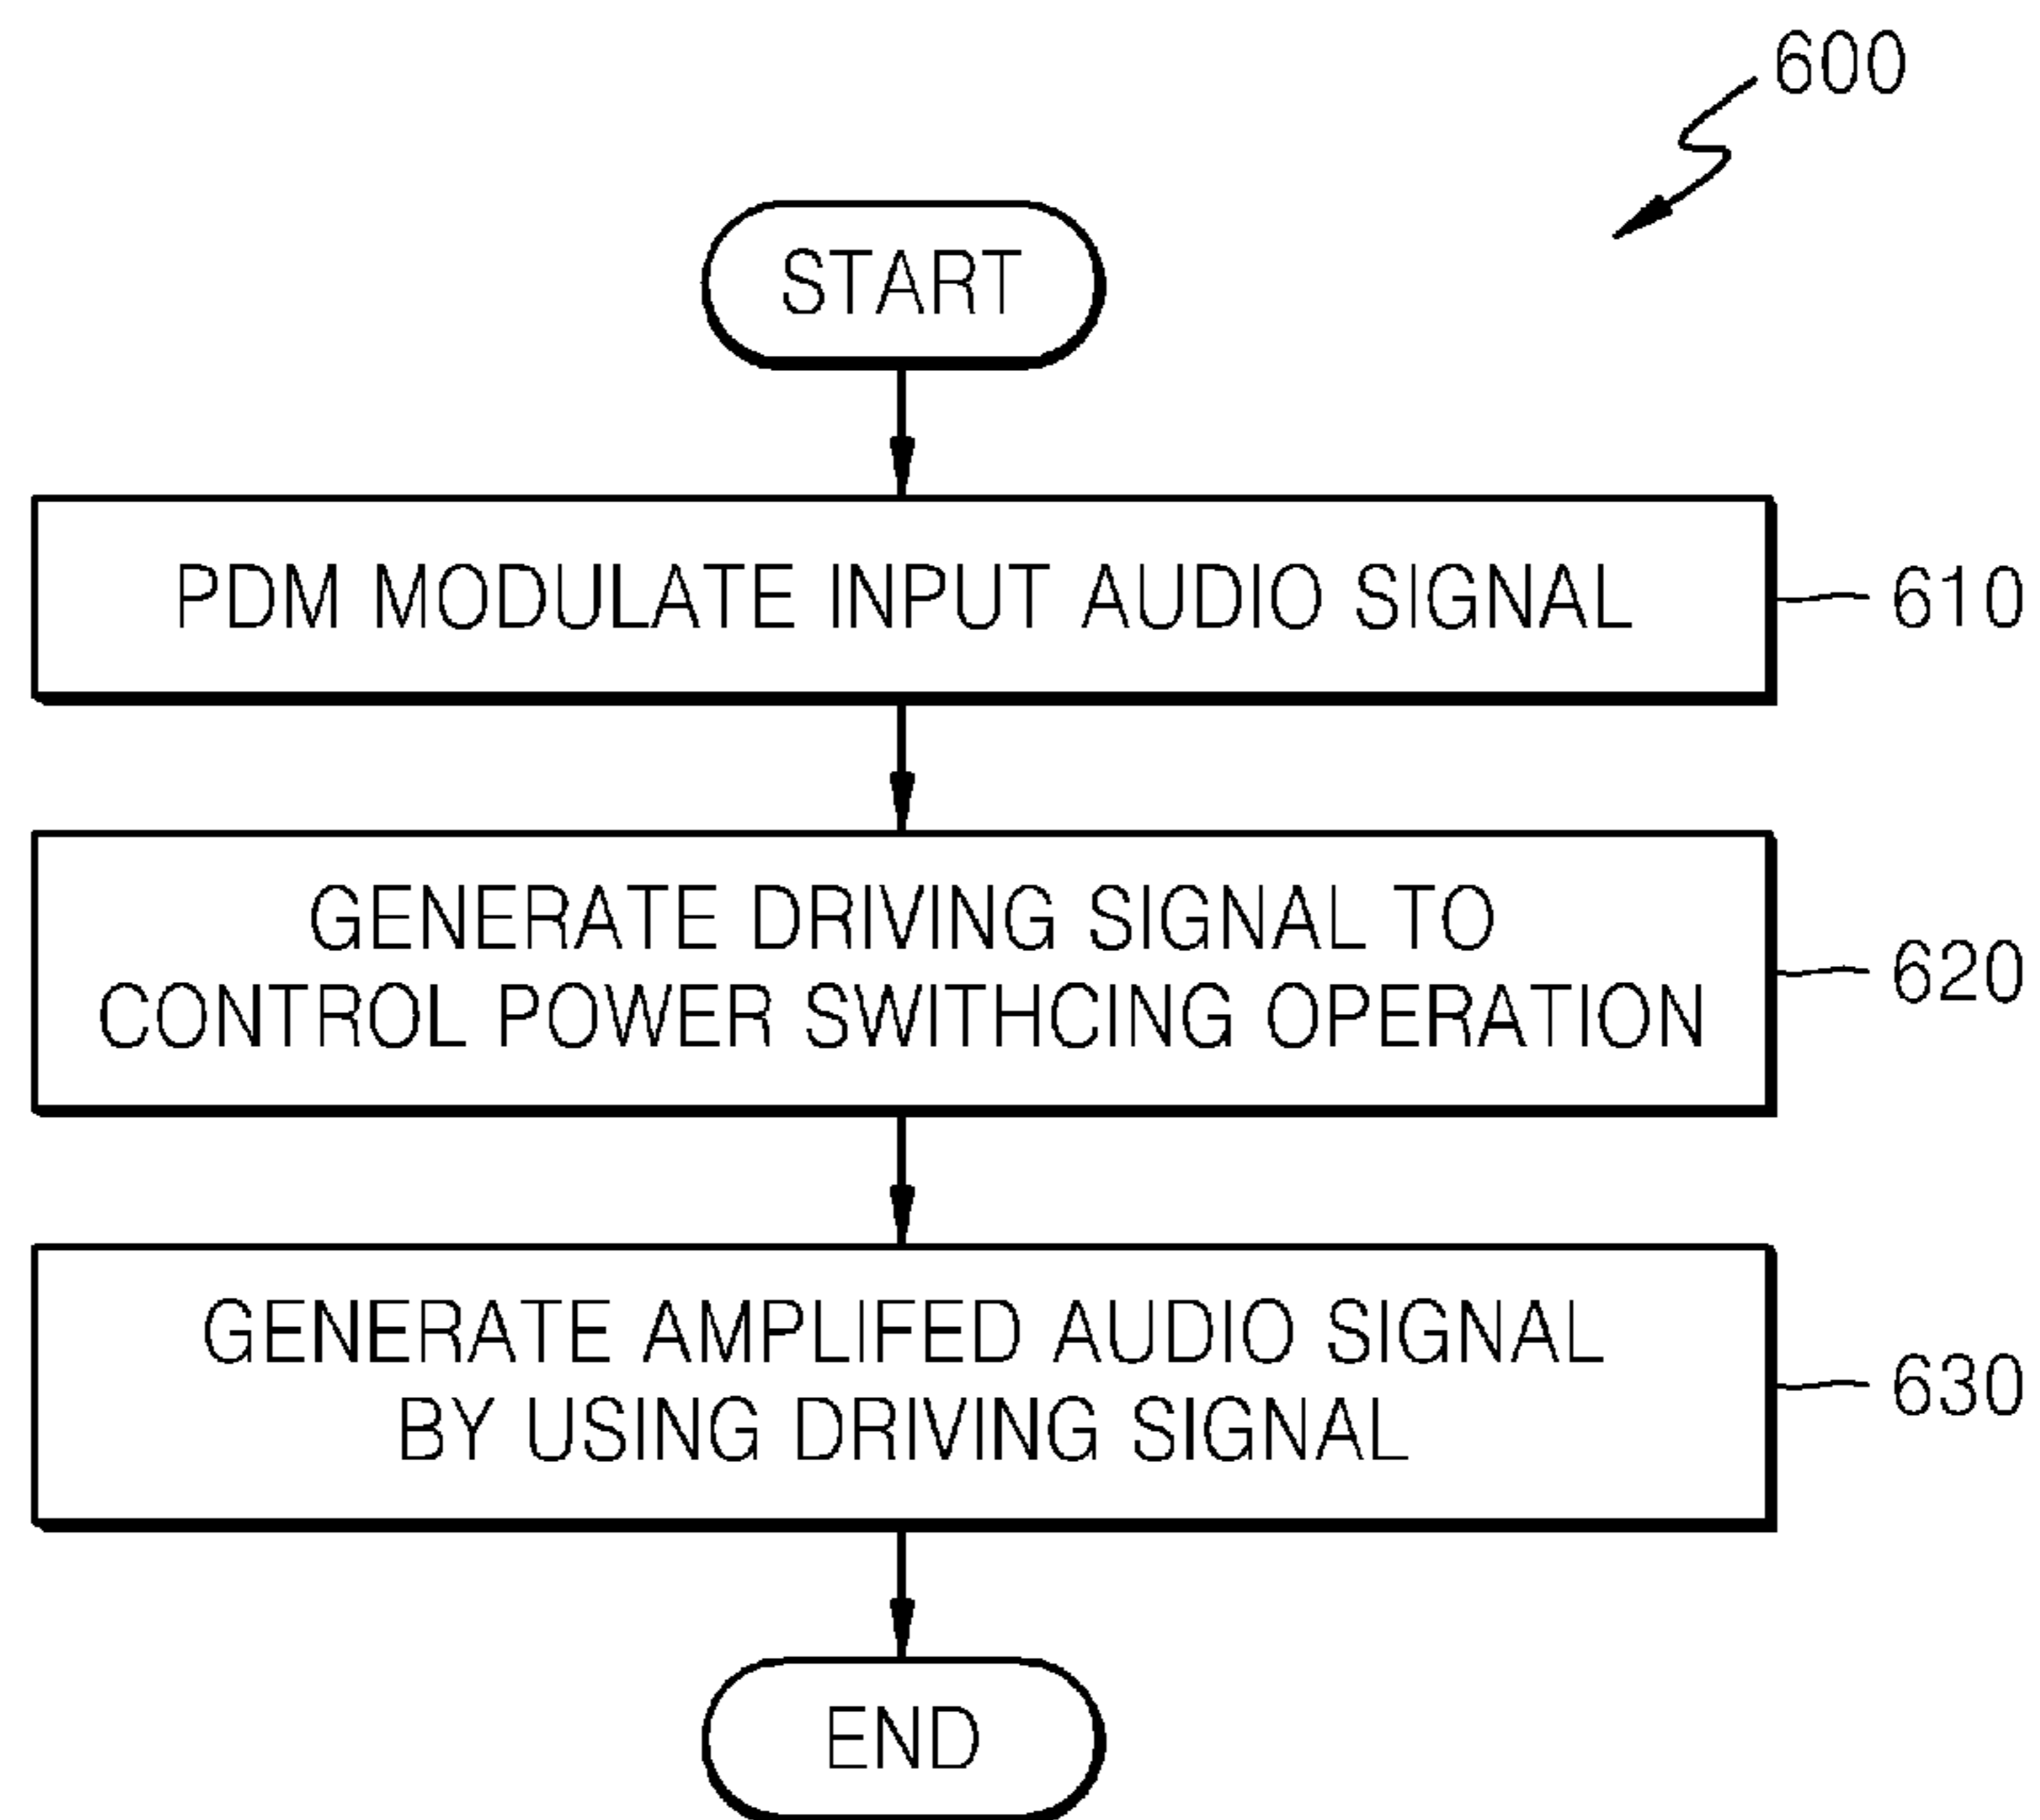 600
START
PDM MODULATE INPUT AUDIO SIGNAL
610
GENERATE DRIVING SIGNAL TO
CONTROL POWER SWITHCING OPERATION
620
GENERATE AMPLIFED AUDIO SIGNAL
BY USING DRIVING SIGNAL
630
END